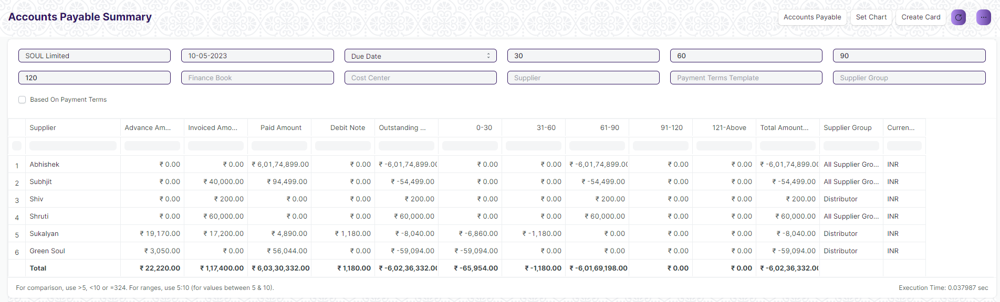 Accounts Payable Summary
Accounts Payable Set Chart Create Card ...
SOUL Limited 10-05-2023 Due Date 30 60 90
120 Finance Book Cost Center Supplier Payment Terms Template Supplier Group
Based On Payment Terms
Supplier Advance Am... Invoiced Amo... Paid Amount Debit Note Outstanding ... 0-30 31-60 61-90 91-120 121-Above Total Amount... Supplier Group Curren...
1 Abhishek ₹ 0.00 ₹ 0.00 ₹ 6,01,74,899.00 ₹ 0.00 ₹ -6,01,74,899.00 ₹ 0.00 ₹ 0.00 ₹ -6,01,74,899.00 ₹ 0.00 ₹ 0.00 ₹ -6,01,74,899.00 All Supplier Gro... INR
2 Subhjit ₹ 0.00 ₹ 40,000.00 ₹ 94,499.00 ₹ 0.00 ₹ -54,499.00 ₹ 0.00 ₹ 0.00 ₹ -54,499.00 ₹ 0.00 ₹ 0.00 ₹ -54,499.00 All Supplier Gro... INR
3 Shiv ₹ 0.00 ₹ 200.00 ₹ 0.00 ₹ 0.00 ₹ 200.00 ₹ 0.00 ₹ 0.00 ₹ 200.00 ₹ 0.00 ₹ 0.00 ₹ 200.00 Distributor INR
4 Shruti ₹ 0.00 ₹ 60,000.00 ₹ 0.00 ₹ 0.00 ₹ 60,000.00 ₹ 0.00 ₹ 0.00 ₹ 60,000.00 ₹ 0.00 ₹ 0.00 ₹ 60,000.00 All Supplier Gro... INR
5 Sukalyan ₹ 19,170.00 ₹ 17,200.00 ₹ 4,890.00 ₹ 1,180.00 ₹ -8,040.00 ₹ -6,860.00 ₹ -1,180.00 ₹ 0.00 ₹ 0.00 ₹ 0.00 ₹ -8,040.00 Distributor INR
6 Green Soul ₹ 3,050.00 ₹ 0.00 ₹ 56,044.00 ₹ 0.00 ₹ -59,094.00 ₹ -59,094.00 ₹ 0.00 ₹ 0.00 ₹ 0.00 ₹ 0.00 ₹ -59,094.00 Distributor INR
Total ₹ 22,220.00 ₹ 1,17,400.00 ₹ 6,03,30,332.00 ₹ 1,180.00 ₹ -6,02,36,332.00 ₹ -65,954.00 ₹ -1,180.00 ₹ -6,01,69,198.00 ₹ 0.00 ₹ 0.00 ₹ -6,02,36,332.00
For comparison, use >5, <10 or =324. For ranges, use 5:10 (for values between 5 & 10). Execution Time: 0.037987 sec